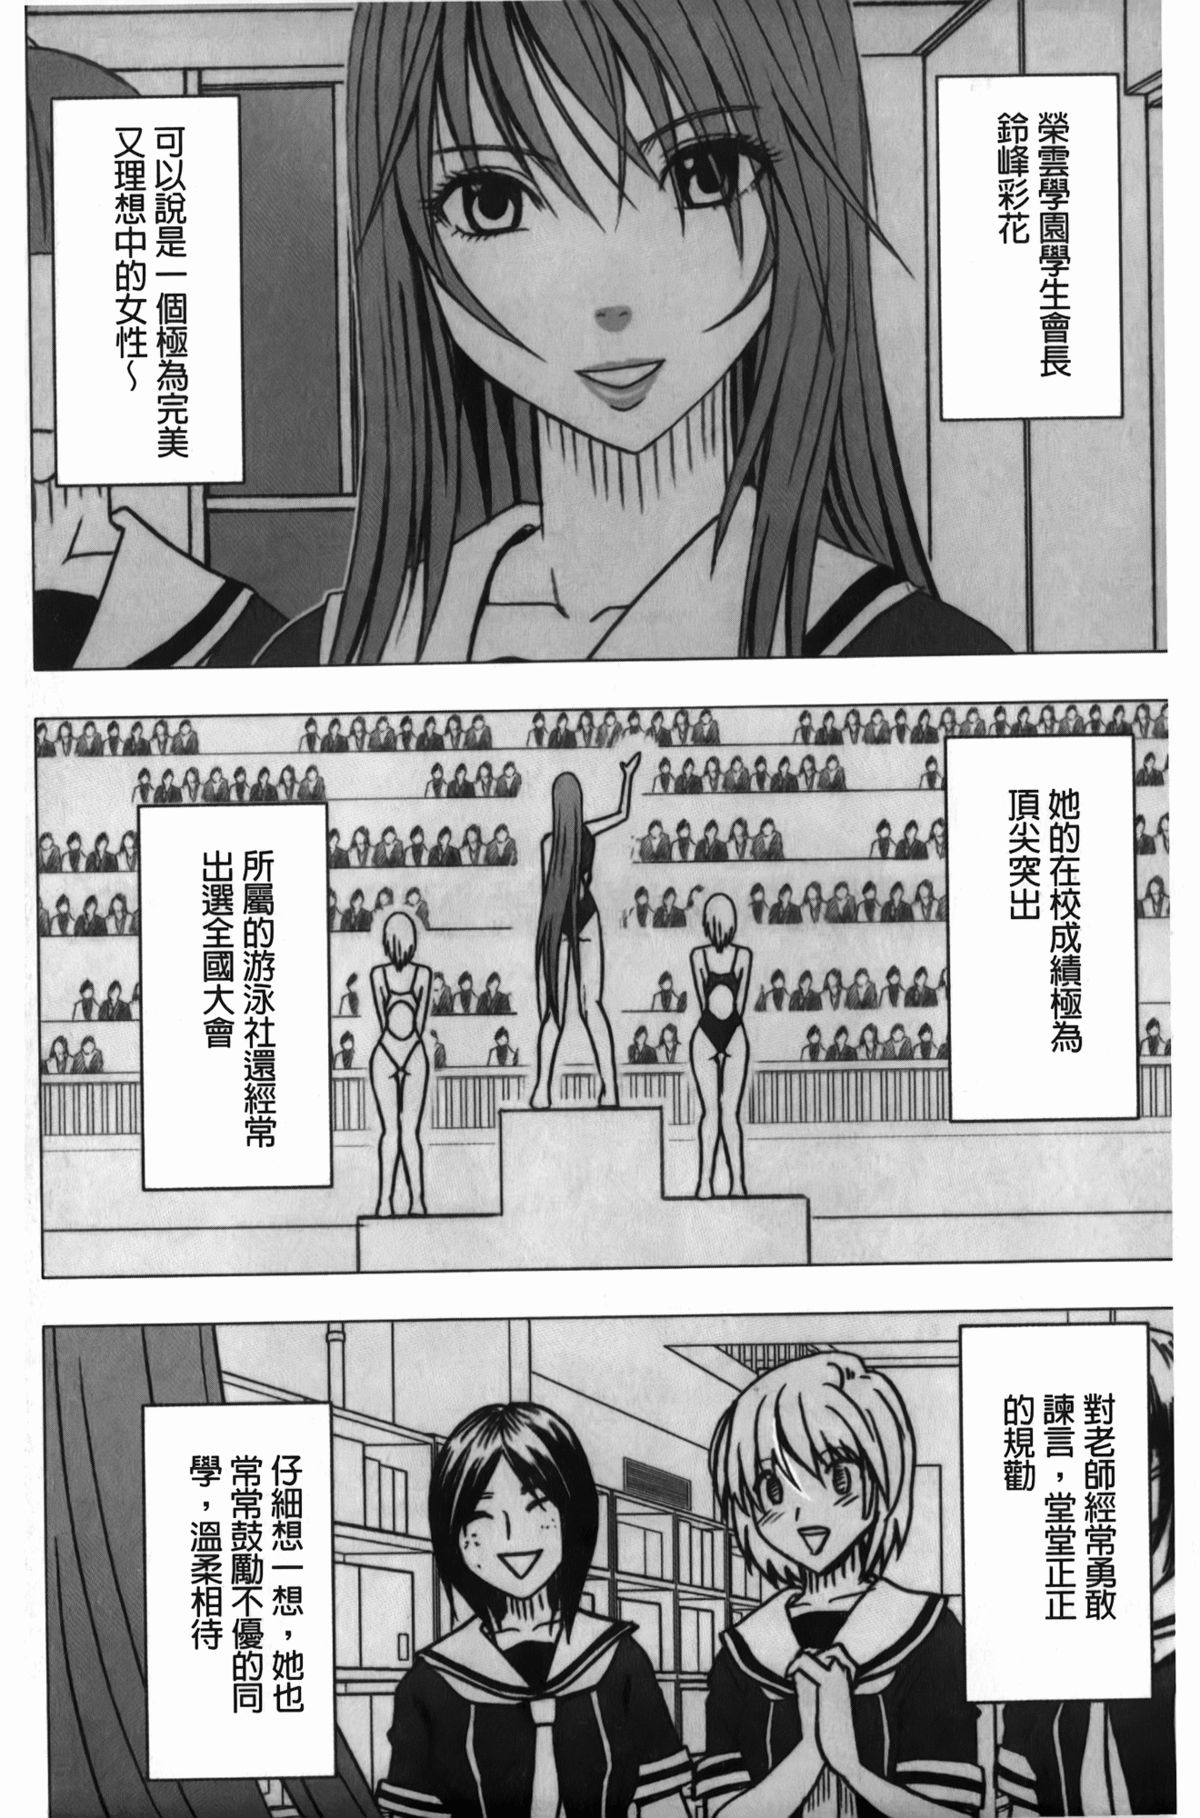 榮雲學園學生會長
鈴峰彩花
可以說是一個極為完美
又理想中的女性～
她的在校成績極為
頂尖突出
所屬的游泳社還經常
出選全國大會
對老師經常勇敢
諫言，堂堂正正
的規勸
仔細想一想，她也
常常鼓勵不優的同
學，溫柔相待